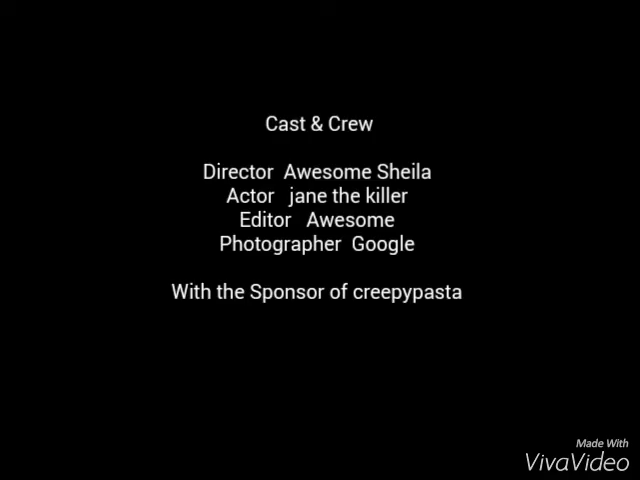 Cast & Crew
Director Awesome Sheila
Actor jane the killer
Editor Awesome
Photographer Google
With the Sponsor of creepypasta
Made With
VivaVideo